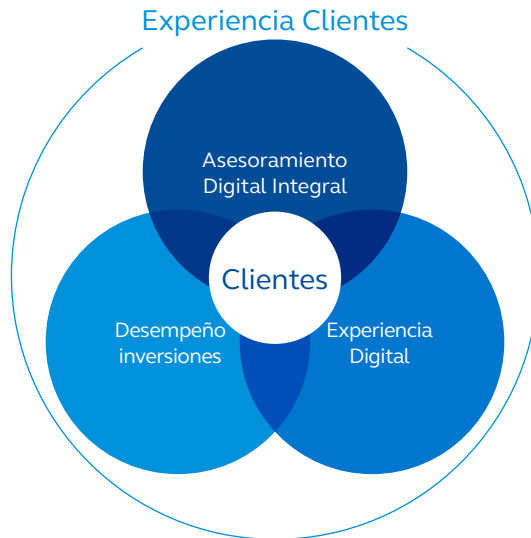 Experiencia Clientes
Asesoramiento
Digital Integral
Clientes
Desempeño
inversiones
Experiencia
Digital